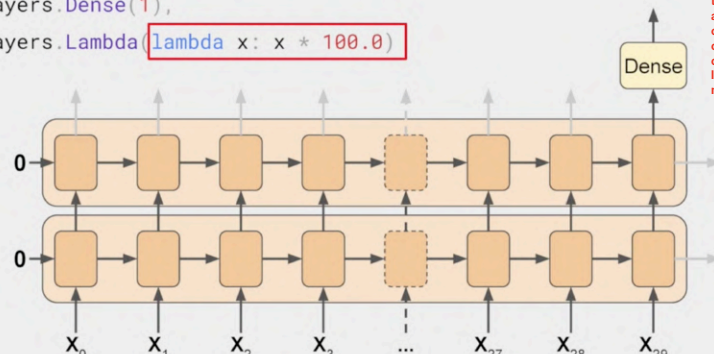 ayers.Dense(1),
ayers.Lambda(lambda x: x * 100.0)
Dense
0
0
X₀ X₁ X₂ X₃ ... X₂₇ X₂₈ X₂₉